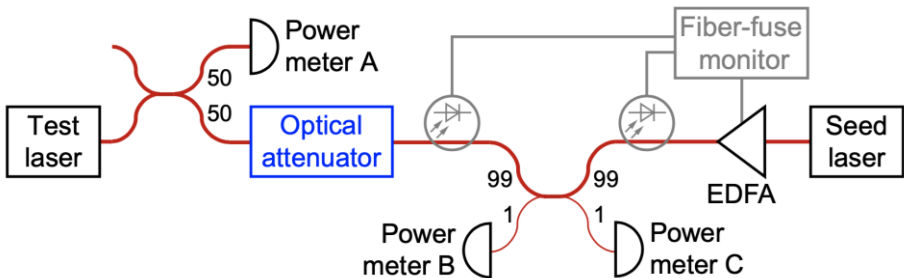 Power
meter A
Fiber-fuse
monitor
50
50
Test
laser
Optical
attenuator
Seed
laser
EDFA
99
99
1
1
Power
meter B
Power
meter C